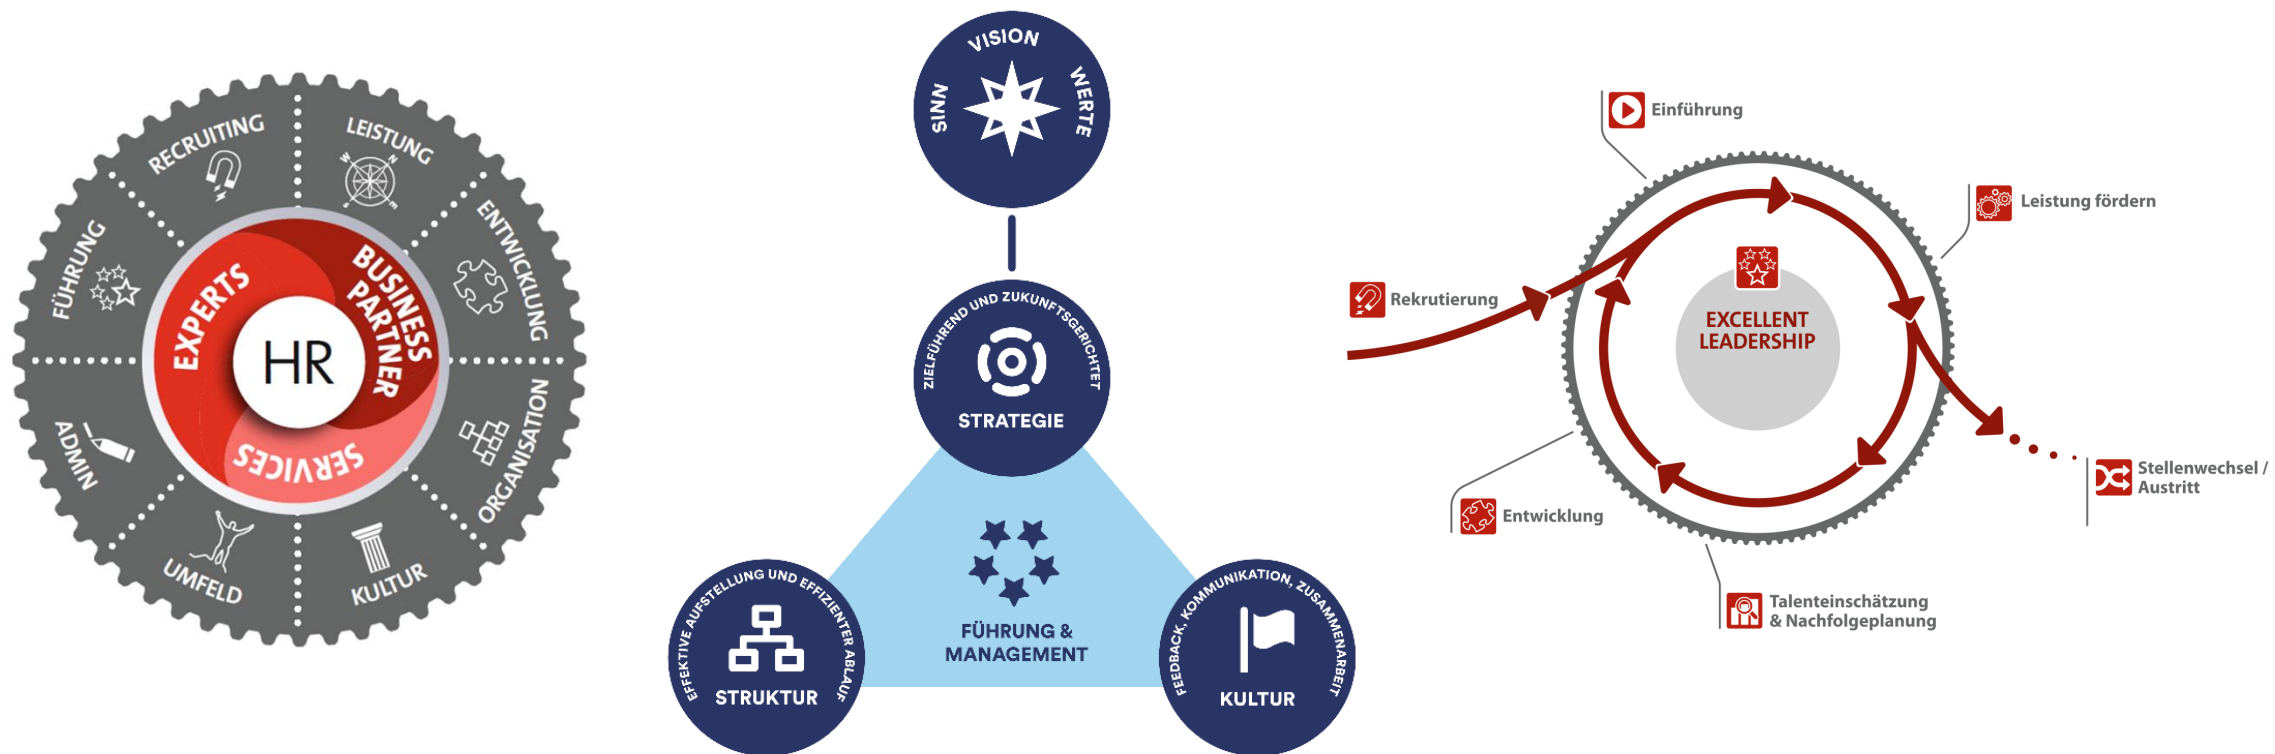 RECRUITING
LEISTUNG
ENTWICKLUNG
ORGANISATION
KULTUR
UMFELD
ADMIN
FÜHRUNG
EXPERTS
BUSINESS
PARTNER
SERVICES
HR
SINN
VISION
WERTE
ZIELFÜHREND UND ZUKUNFTSGERICHTET
STRATEGIE
FÜHRUNG &
MANAGEMENT
EFFEKTIVE AUFSTELLUNG UND EFFIZIENTER ABLAUF
STRUKTUR
FEEDBACK, KOMMUNIKATION, ZUSAMMENARBEIT
KULTUR
Rekrutierung
Einführung
Leistung fördern
EXCELLENT
LEADERSHIP
Stellenwechsel /
Austritt
Entwicklung
Talenteinschätzung
& Nachfolgeplanung